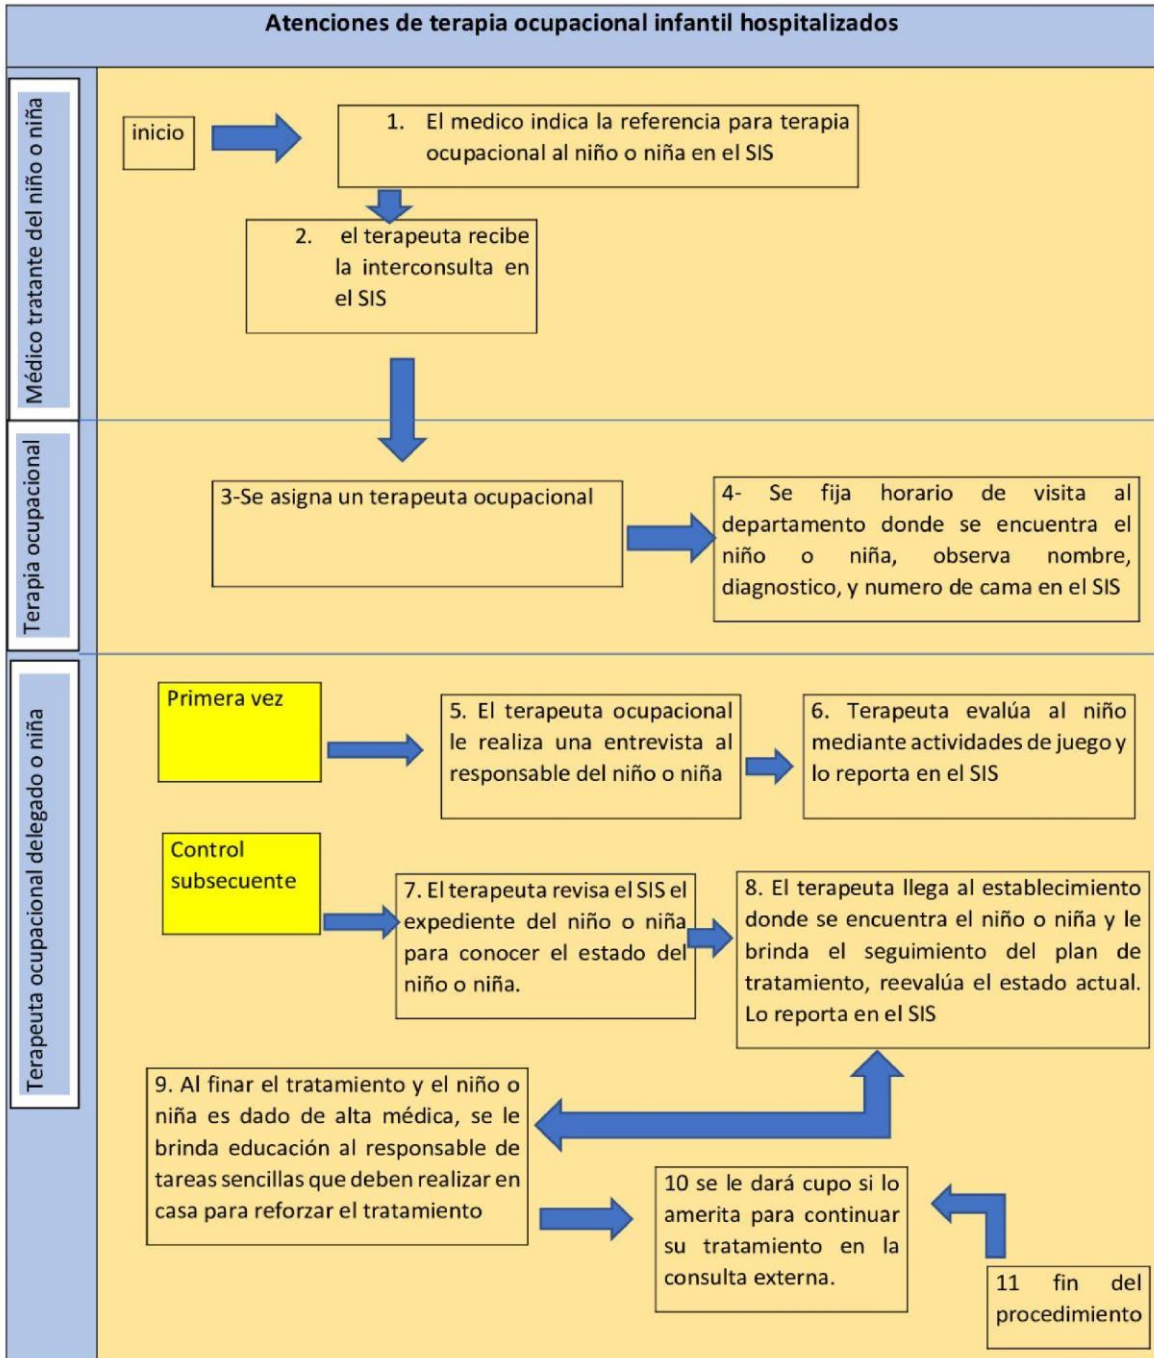 Atenciones de terapia ocupacional infantil hospitalizados
Médico tratante del niño o niña
inicio
1. El medico indica la referencia para terapia
ocupacional al niño o niña en el SIS
2. el terapeuta recibe
la interconsulta en
el SIS
Terapia ocupacional
3-Se asigna un terapeuta ocupacional
4- Se fija horario de visita al
departamento donde se encuentra el
niño o niña, observa nombre,
diagnostico, y numero de cama en el SIS
Terapeuta ocupacional delegado o niña
Primera vez
5. El terapeuta ocupacional
le realiza una entrevista al
responsable del niño o niña
6. Terapeuta evalúa al niño
mediante actividades de juego y
lo reporta en el SIS
Control
subsecuente
7. El terapeuta revisa el SIS el
expediente del niño o niña
para conocer el estado del
niño o niña.
8. El terapeuta llega al establecimiento
donde se encuentra el niño o niña y le
brinda el seguimiento del plan de
tratamiento, reevalúa el estado actual.
Lo reporta en el SIS
9. Al finar el tratamiento y el niño o
niña es dado de alta médica, se le
brinda educación al responsable de
tareas sencillas que deben realizar en
casa para reforzar el tratamiento
10 se le dará cupo si lo
amerita para continuar
su tratamiento en la
consulta externa.
11 fin del
procedimiento